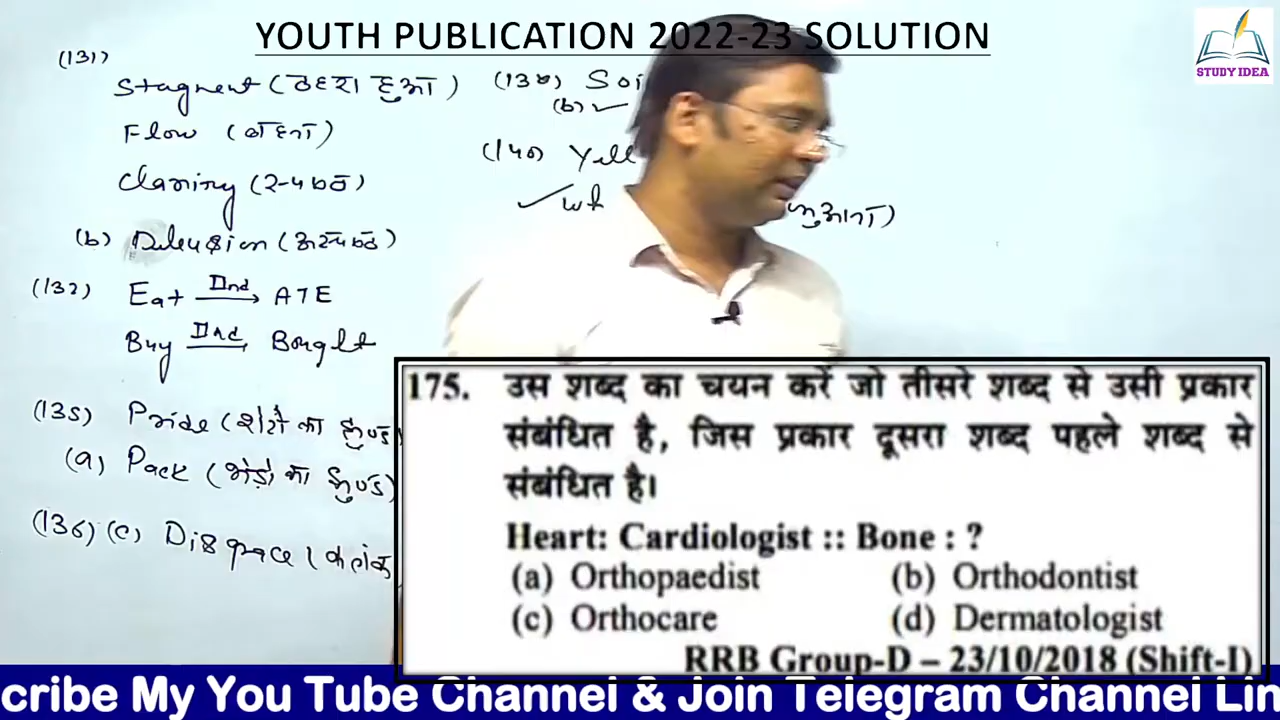 YOUTH PUBLICATION 2022-23 SOLUTION
STUDY IDEA
(131)
Stagnent (ठहरा हुआ)
Flow (बहना)
(b)
(132) Eat IInd → ATE
Buy IInd → Bought
(135) Pride (शेरों का झुण्ड
(a) Pack (का झुण्ड)
(136) (c) Disgrace (कलंक
(138) Soi
(b) ✓
(140) Yell
✓ wh
175. उस शब्द का चयन करें जो तीसरे शब्द से उसी प्रकार
संबंधित है, जिस प्रकार दूसरा शब्द पहले शब्द से
संबंधित है।
Heart: Cardiologist :: Bone : ?
(a) Orthopaedist (b) Orthodontist
(c) Orthocare (d) Dermatologist
RRB Group-D – 23/10/2018 (Shift-I)
cribe My You Tube Channel & Join Telegram Channel Lin